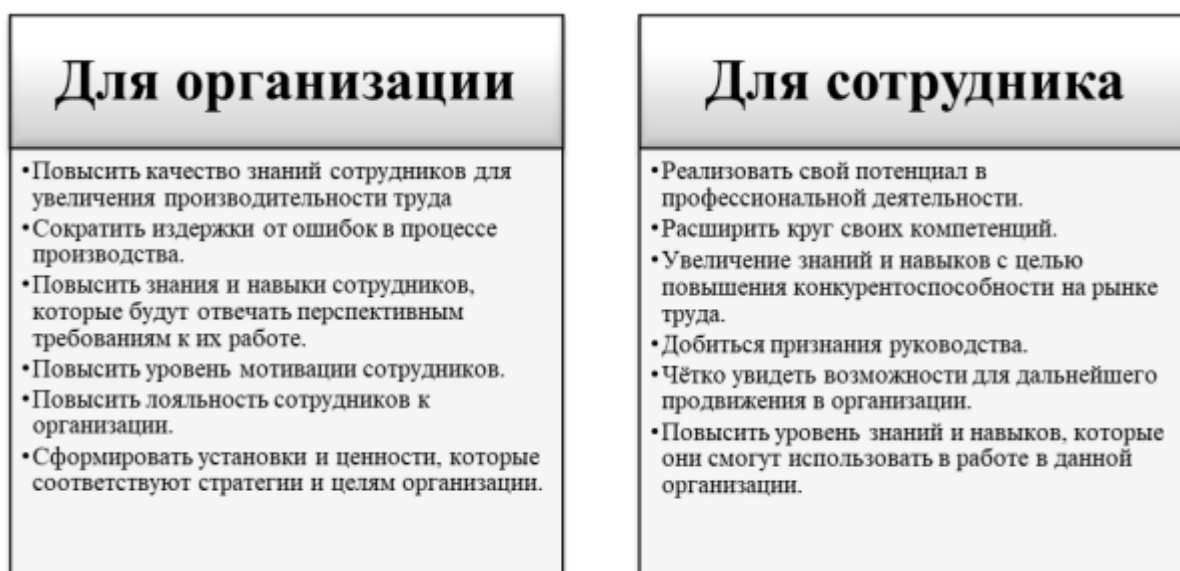 Для организации
•Повысить качество знаний сотрудников для
увеличения производительности труда
•Сократить издержки от ошибок в процессе
производства.
•Повысить знания и навыки сотрудников,
которые будут отвечать перспективным
требованиям к их работе.
•Повысить уровень мотивации сотрудников.
•Повысить лояльность сотрудников к
организации.
•Сформировать установки и ценности, которые
соответствуют стратегии и целям организации.
Для сотрудника
•Реализовать свой потенциал в
профессиональной деятельности.
•Расширить круг своих компетенций.
•Увеличение знаний и навыков с целью
повышения конкурентоспособности на рынке
труда.
•Добиться признания руководства.
•Чётко увидеть возможности для дальнейшего
продвижения в организации.
•Повысить уровень знаний и навыков, которые
они смогут использовать в работе в данной
организации.